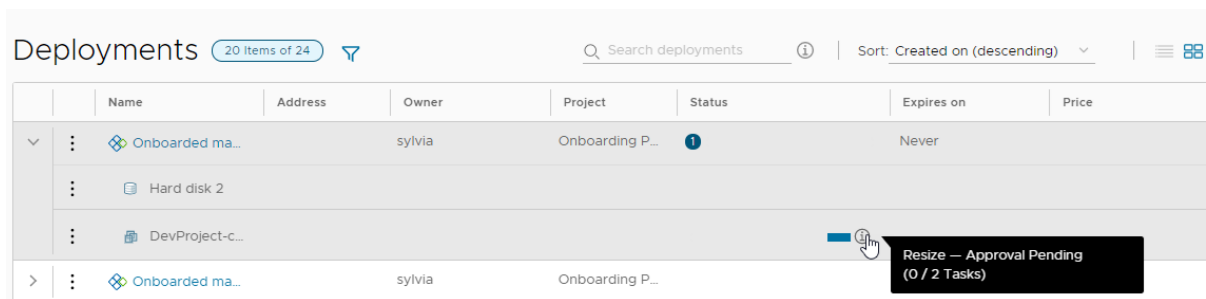 Deployments 20 Items of 24 Search deployments Sort: Created on (descending)
Name Address Owner Project Status Expires on Price
Onboarded ma... sylvia Onboarding P... 1 Never
Hard disk 2
DevProject-c...
Resize — Approval Pending
(0 / 2 Tasks)
Onboarded ma... sylvia Onboarding P...